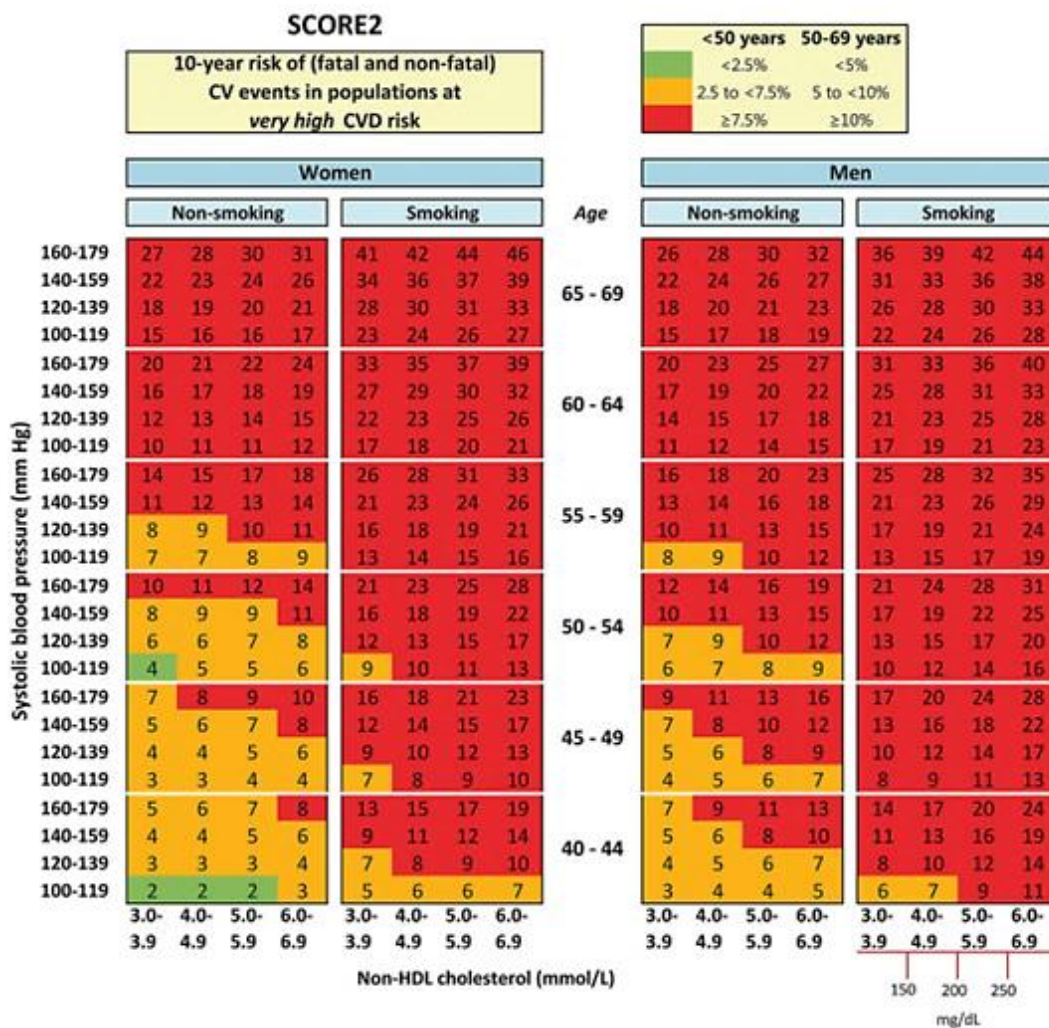 SCORE2
10-year risk of (fatal and non-fatal)
CV events in populations at
very high CVD risk
<50 years 50-69 years
<2.5% <5%
2.5 to <7.5% 5 to <10%
≥7.5% ≥10%
Women Men
Non-smoking Smoking Age Non-smoking Smoking
Systolic blood pressure (mm Hg)
160-179 27 28 30 31 41 42 44 46 26 28 30 32 36 39 42 44
140-159 22 23 24 26 34 36 37 39 22 24 26 27 31 33 36 38
65 - 69
120-139 18 19 20 21 28 30 31 33 18 20 21 23 26 28 30 33
100-119 15 16 16 17 23 24 26 27 15 17 18 19 22 24 26 28
160-179 20 21 22 24 33 35 37 39 20 23 25 27 31 33 36 40
140-159 16 17 18 19 27 29 30 32 17 19 20 22 25 28 31 33
60 - 64
120-139 12 13 14 15 22 23 25 26 14 15 17 18 21 23 25 28
100-119 10 11 11 12 17 18 20 21 11 12 14 15 17 19 21 23
160-179 14 15 17 18 26 28 31 33 16 18 20 23 25 28 32 35
140-159 11 12 13 14 21 23 24 26 13 14 16 18 21 23 26 29
55 - 59
120-139 8 9 10 11 16 18 19 21 10 11 13 15 17 19 21 24
100-119 7 7 8 9 13 14 15 16 8 9 10 12 13 15 17 19
160-179 10 11 12 14 21 23 25 28 12 14 16 19 21 24 28 31
140-159 8 9 9 11 16 18 19 22 10 11 13 15 17 19 22 25
50 - 54
120-139 6 6 7 8 12 13 15 17 7 9 10 12 13 15 17 20
100-119 4 5 5 6 9 10 11 13 6 7 8 9 10 12 14 16
160-179 7 8 9 10 16 18 21 23 9 11 13 16 17 20 24 28
140-159 5 6 7 8 12 14 15 17 7 8 10 12 13 16 18 22
45 - 49
120-139 4 4 5 6 9 10 12 13 5 6 8 9 10 12 14 17
100-119 3 3 4 4 7 8 9 10 4 5 6 7 8 9 11 13
160-179 5 6 7 8 13 15 17 19 7 9 11 13 14 17 20 24
140-159 4 4 5 6 9 11 12 14 5 6 8 10 11 13 16 19
40 - 44
120-139 3 3 3 4 7 8 9 10 4 5 6 7 8 10 12 14
100-119 2 2 2 3 5 6 6 7 3 4 4 5 6 7 9 11
3.0- 4.0- 5.0- 6.0- 3.0- 4.0- 5.0- 6.0- 3.0- 4.0- 5.0- 6.0- 3.0- 4.0- 5.0- 6.0-
3.9 4.9 5.9 6.9 3.9 4.9 5.9 6.9 3.9 4.9 5.9 6.9 3.9 4.9 5.9 6.9
Non-HDL cholesterol (mmol/L)
150 200 250
mg/dL